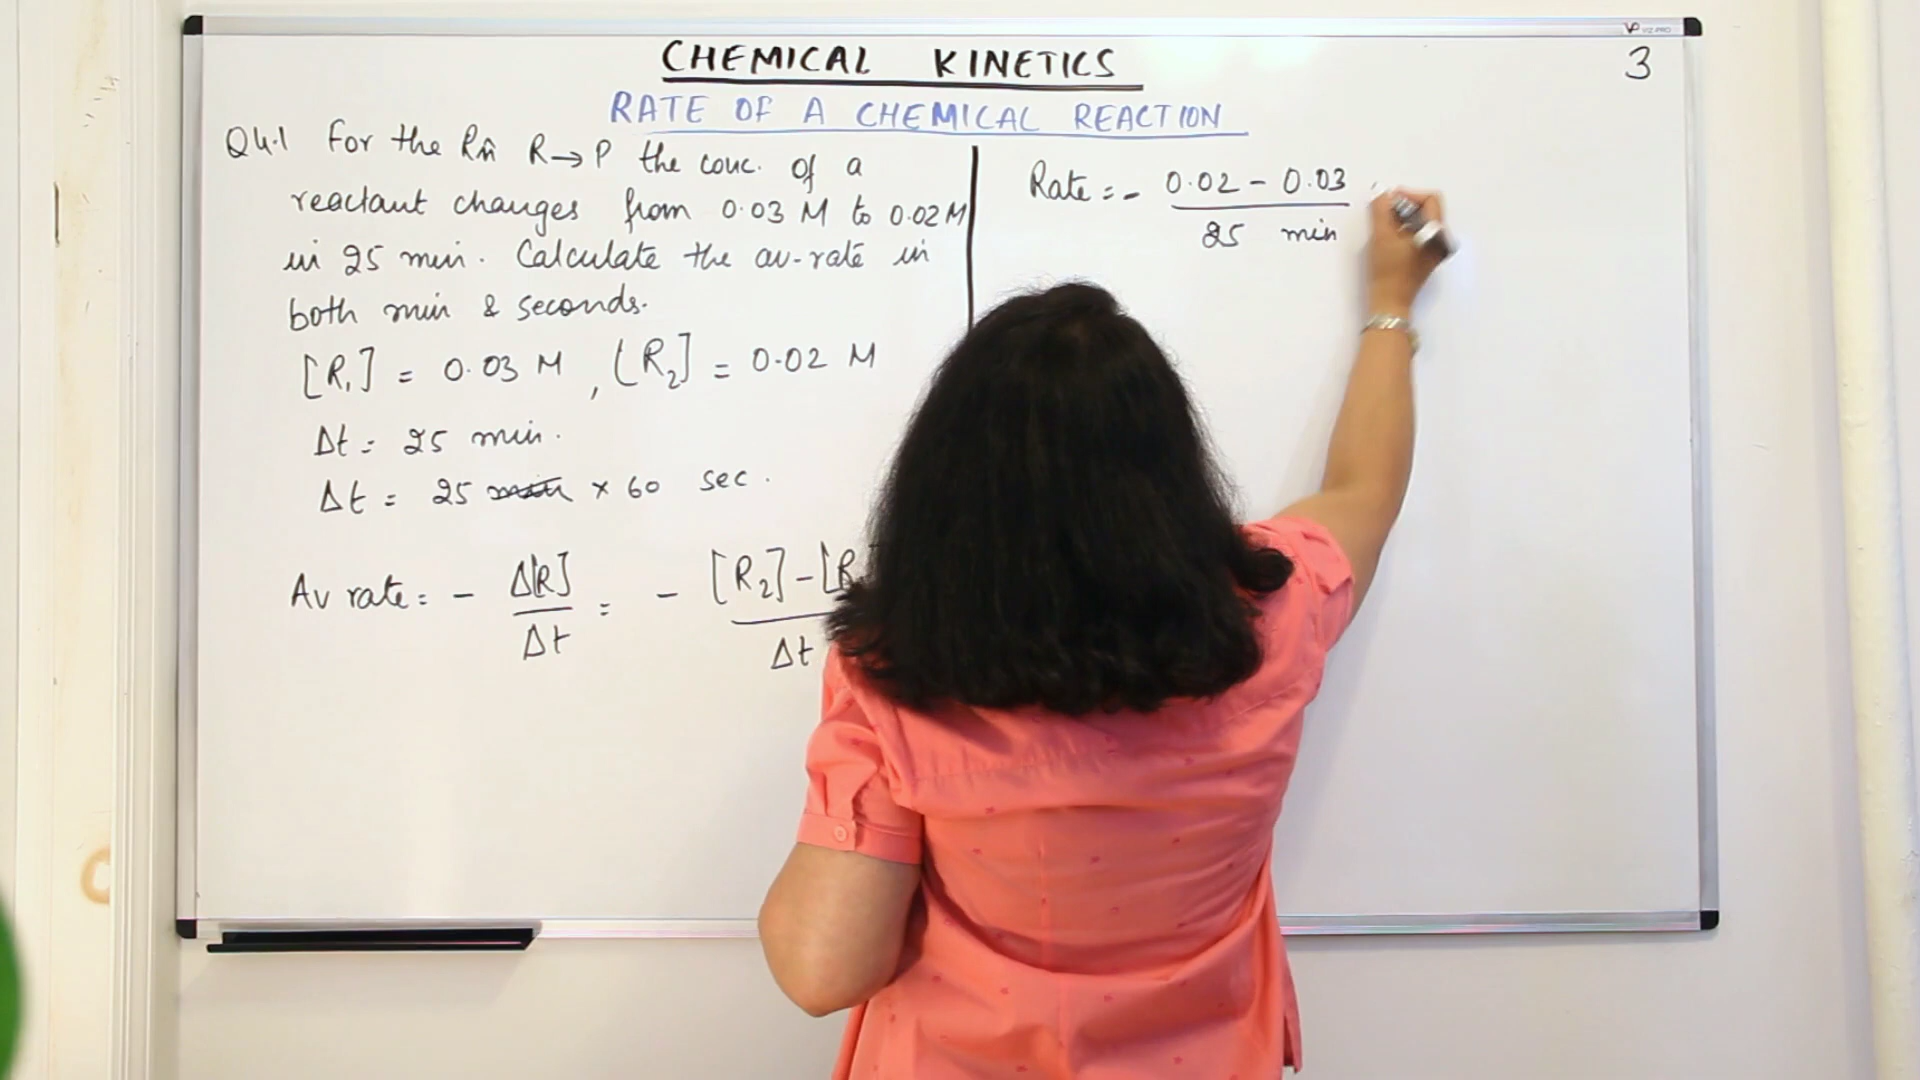 CHEMICAL KINETICS
3
RATE OF A CHEMICAL REACTION
Q4.1 For the Rn̂ R→P the conc. of a
reactant changes from 0.03 M to 0.02 M
in 25 min. Calculate the av-rate in
both min & seconds.
[R₁] = 0.03 M, [R₂] = 0.02 M
Δt = 25 min.
Δt = 25 min × 60 sec.
Av rate = - Δ[R] / Δt = - [R₂] - [R / Δt
Rate = - 0.02 - 0.03 / 25 min